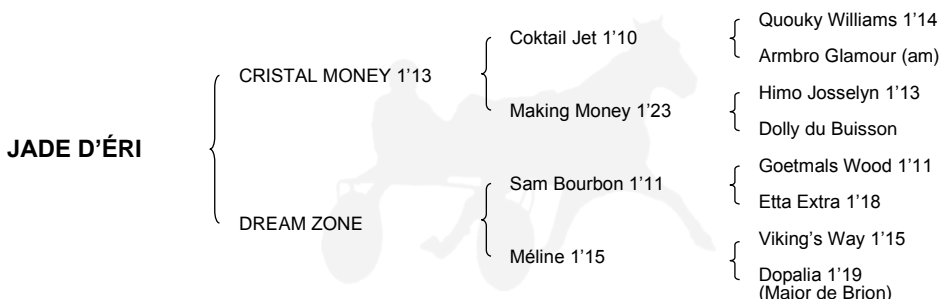 JADE D’ÉRI
CRISTAL MONEY 1’13
DREAM ZONE
Coktail Jet 1’10
Making Money 1’23
Sam Bourbon 1’11
Méline 1’15
Quouky Williams 1’14
Armbro Glamour (am)
Himo Josselyn 1’13
Dolly du Buisson
Goetmals Wood 1’11
Etta Extra 1’18
Viking’s Way 1’15
Dopalia 1’19
(Major de Brion)